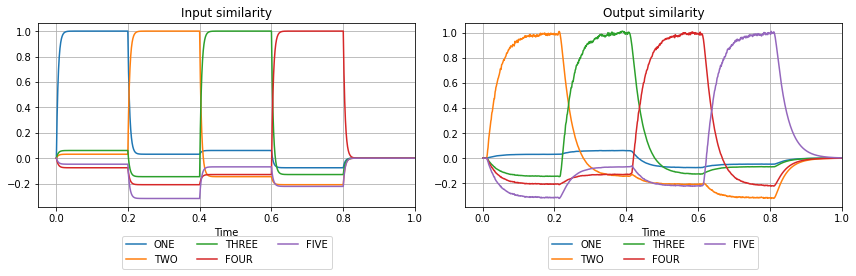 Input similarity
1.0
0.8
0.6
0.4
0.2
0.0
−0.2
0.0 0.2 0.4 0.6 0.8 1.0
Time
ONE THREE FIVE
TWO FOUR
Output similarity
1.0
0.8
0.6
0.4
0.2
0.0
−0.2
0.0 0.2 0.4 0.6 0.8 1.0
Time
ONE THREE FIVE
TWO FOUR